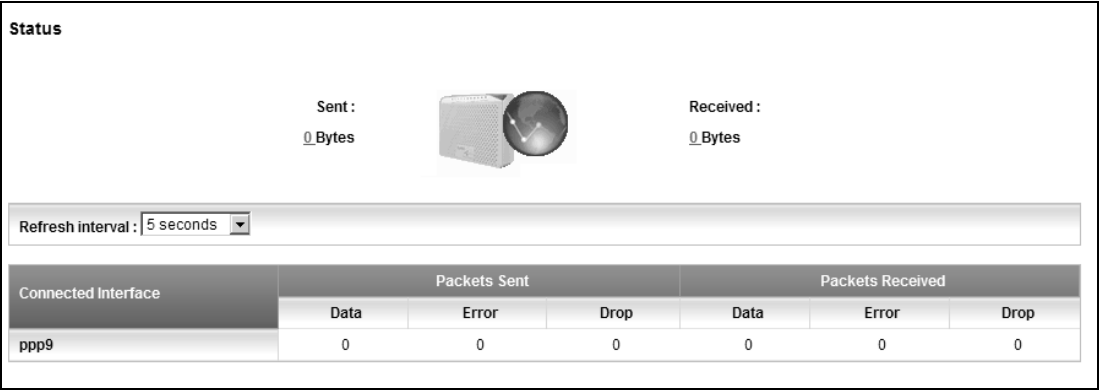 Status
Sent : Received :
0 Bytes 0 Bytes
Refresh interval : 5 seconds
Connected Interface Packets Sent Packets Received
Data Error Drop Data Error Drop
ppp9 0 0 0 0 0 0